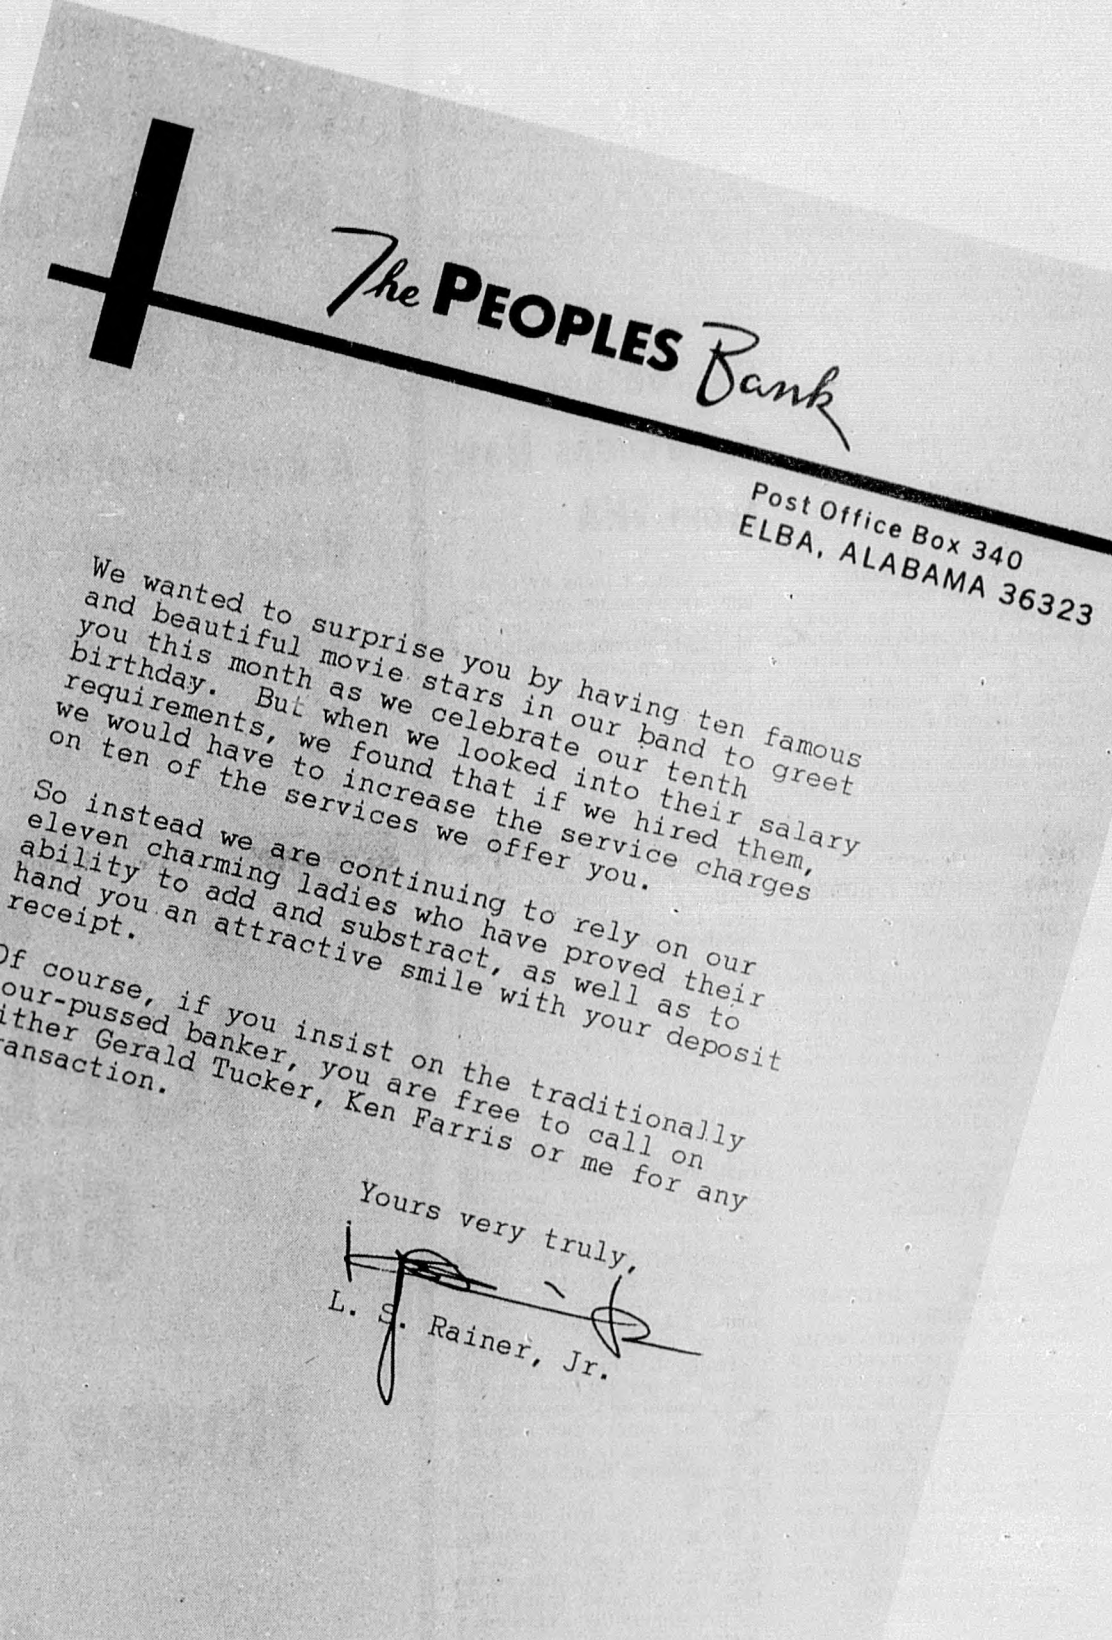 The PEOPLES Bank
Post Office Box 340
ELBA, ALABAMA 36323
We wanted to surprise you by having ten famous
and beautiful movie stars in our band to greet
you this month as we celebrate our tenth
birthday. But when we looked into their salary
requirements, we found that if we hired them,
we would have to increase the service charges
on ten of the services we offer you.
So instead we are continuing to rely on our
eleven charming ladies who have proved their
ability to add and substract, as well as to
hand you an attractive smile with your deposit
receipt.
Of course, if you insist on the traditionally
our-pussed banker, you are free to call on
ither Gerald Tucker, Ken Farris or me for any
ansaction.
Yours very truly,
L. S. Rainer, Jr.